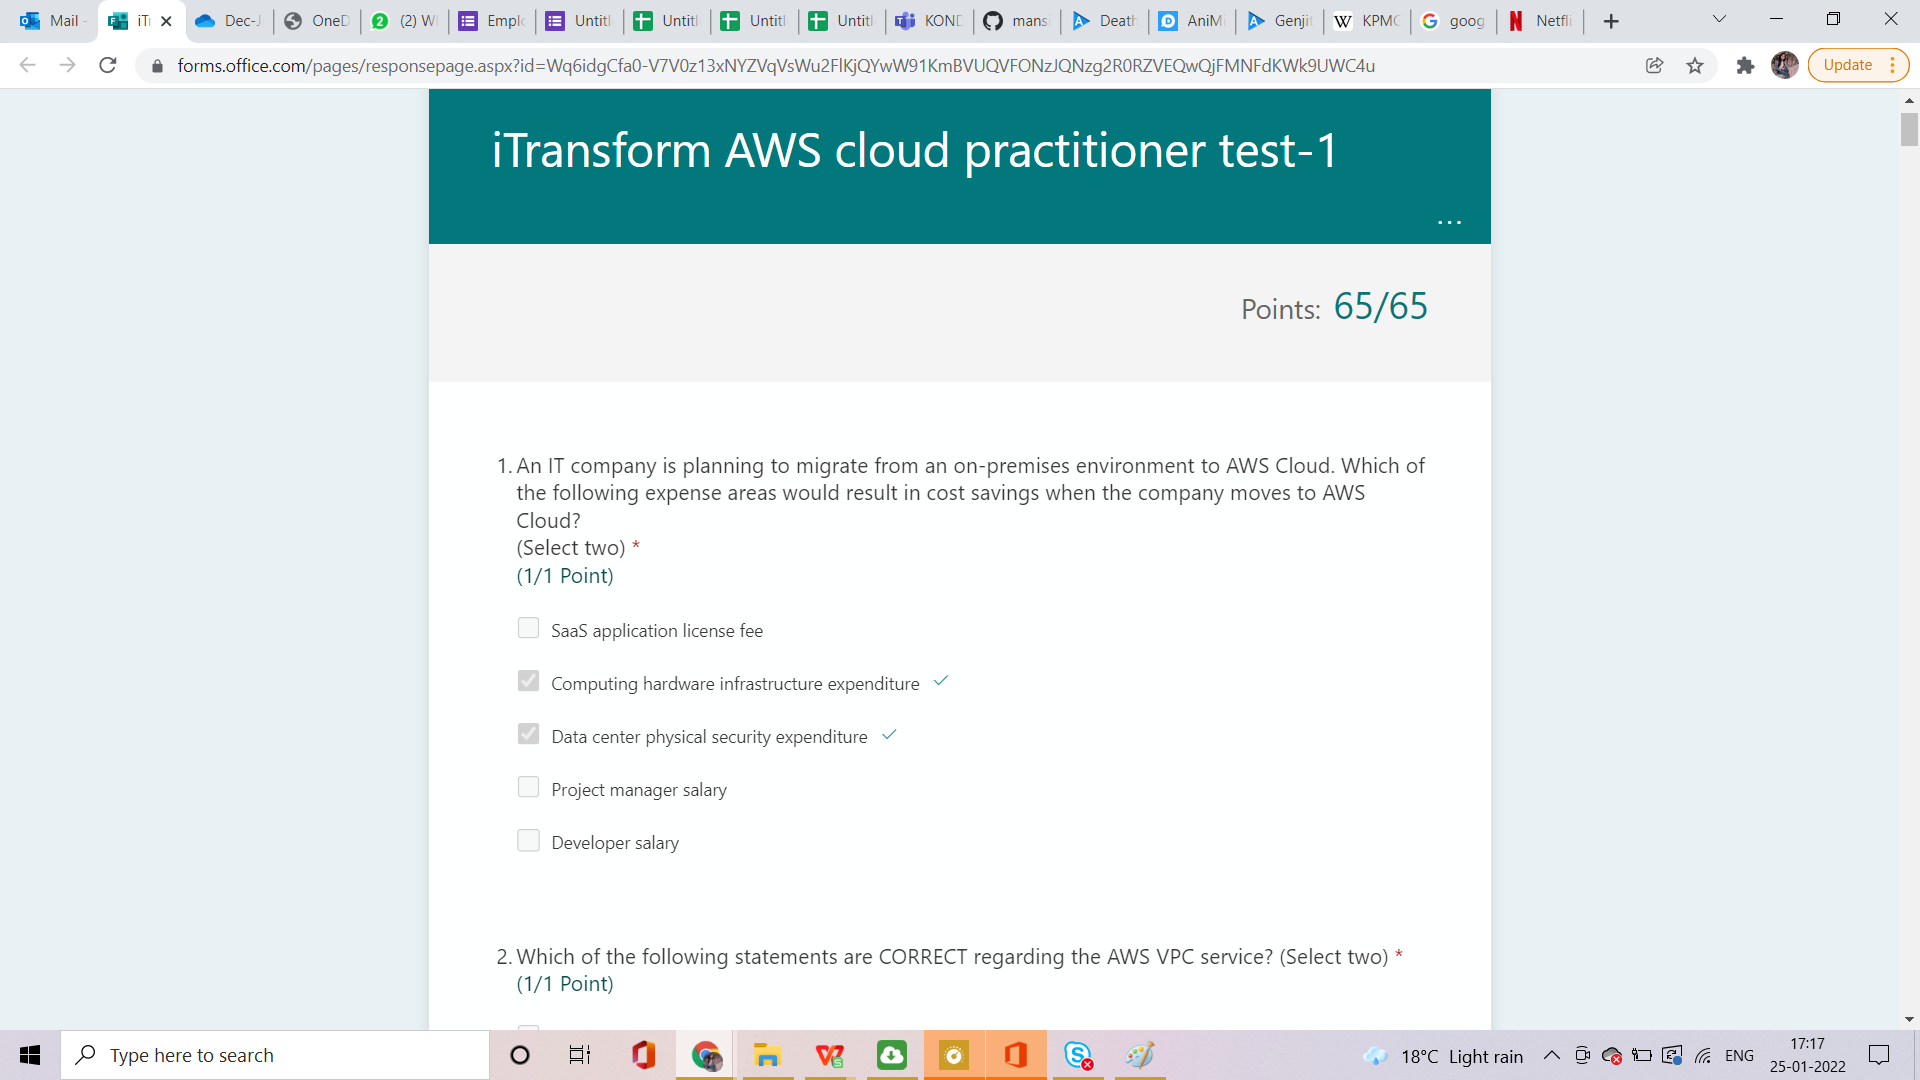 Mail - iTr Dec-J OneD (2) W Emplo Untitl Untitl Untitl Untitl KOND mansi Death AniMi Genjit KPMG goog Netfli
forms.office.com/pages/responsepage.aspx?id=Wq6idgCfa0-V7V0z13xNYZVqVsWu2FlKjQYwW91KmBVUQVFONzJQNzg2R0RZVEQwQjFMNFdKWk9UWC4u Update
iTransform AWS cloud practitioner test-1
...
Points: 65/65
1. An IT company is planning to migrate from an on-premises environment to AWS Cloud. Which of
the following expense areas would result in cost savings when the company moves to AWS
Cloud?
(Select two) *
(1/1 Point)
SaaS application license fee
Computing hardware infrastructure expenditure
Data center physical security expenditure
Project manager salary
Developer salary
2. Which of the following statements are CORRECT regarding the AWS VPC service? (Select two) *
(1/1 Point)
Type here to search 18°C Light rain ENG 17:17
25-01-2022